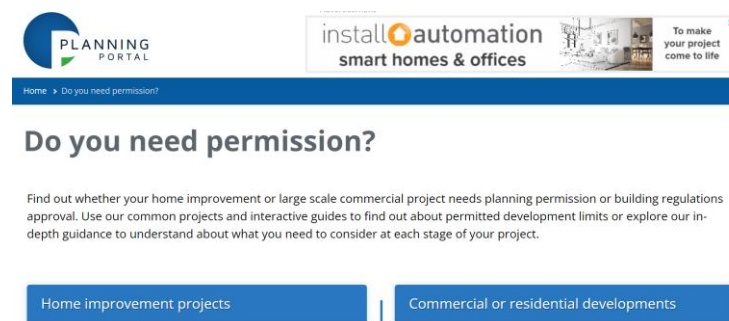 PLANNING
PORTAL
install automation
smart homes & offices
To make
your project
come to life
Home > Do you need permission?
Do you need permission?
Find out whether your home improvement or large scale commercial project needs planning permission or building regulations
approval. Use our common projects and interactive guides to find out about permitted development limits or explore our in-
depth guidance to understand about what you need to consider at each stage of your project.
Home improvement projects
Commercial or residential developments